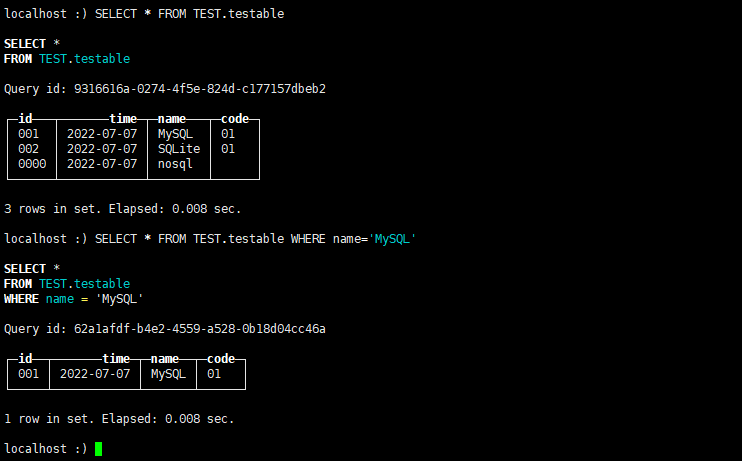 localhost :) SELECT * FROM TEST.testable
SELECT *
FROM TEST.testable
Query id: 9316616a-0274-4f5e-824d-c177157dbeb2
id time name code
001 2022-07-07 MySQL 01
002 2022-07-07 SQLite 01
0000 2022-07-07 nosql
3 rows in set. Elapsed: 0.008 sec.
localhost :) SELECT * FROM TEST.testable WHERE name='MySQL'
SELECT *
FROM TEST.testable
WHERE name = 'MySQL'
Query id: 62a1afdf-b4e2-4559-a528-0b18d04cc46a
id time name code
001 2022-07-07 MySQL 01
1 row in set. Elapsed: 0.008 sec.
localhost :)